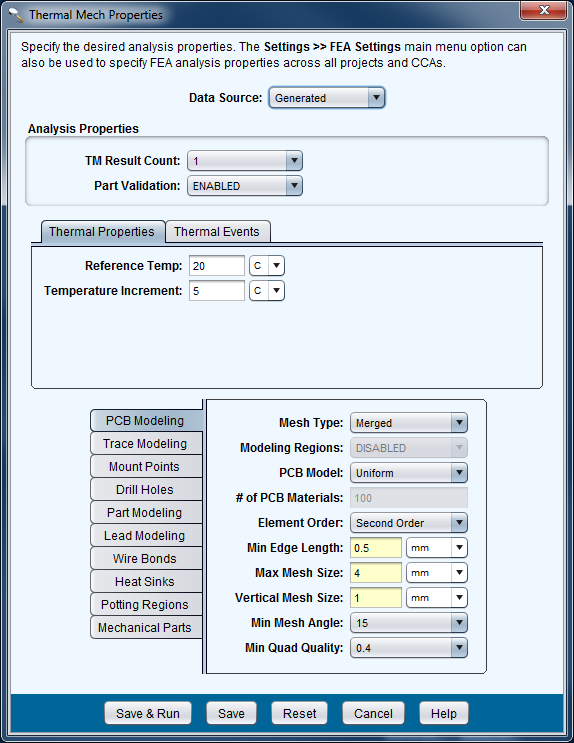 Thermal Mech Properties
Specify the desired analysis properties. The Settings >> FEA Settings main menu option can
also be used to specify FEA analysis properties across all projects and CCAs.
Data Source: Generated
Analysis Properties
TM Result Count: 1
Part Validation: ENABLED
Thermal Properties Thermal Events
Reference Temp: 20 C
Temperature Increment: 5 C
PCB Modeling
Trace Modeling
Mount Points
Drill Holes
Part Modeling
Lead Modeling
Wire Bonds
Heat Sinks
Potting Regions
Mechanical Parts
Mesh Type: Merged
Modeling Regions: DISABLED
PCB Model: Uniform
# of PCB Materials: 100
Element Order: Second Order
Min Edge Length: 0.5 mm
Max Mesh Size: 4 mm
Vertical Mesh Size: 1 mm
Min Mesh Angle: 15
Min Quad Quality: 0.4
Save & Run Save Reset Cancel Help